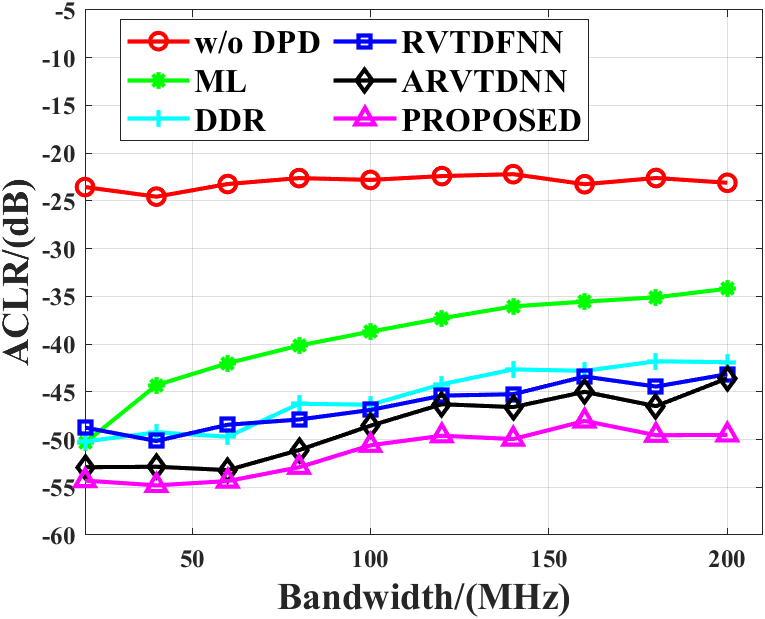 -5
-10
-15
-20
-25
-30
-35
-40
-45
-50
-55
-60
w/o DPD
RVTDFNN
ML
ARVTDNN
DDR
PROPOSED
ACLR/(dB)
50
100
150
200
Bandwidth/(MHz)